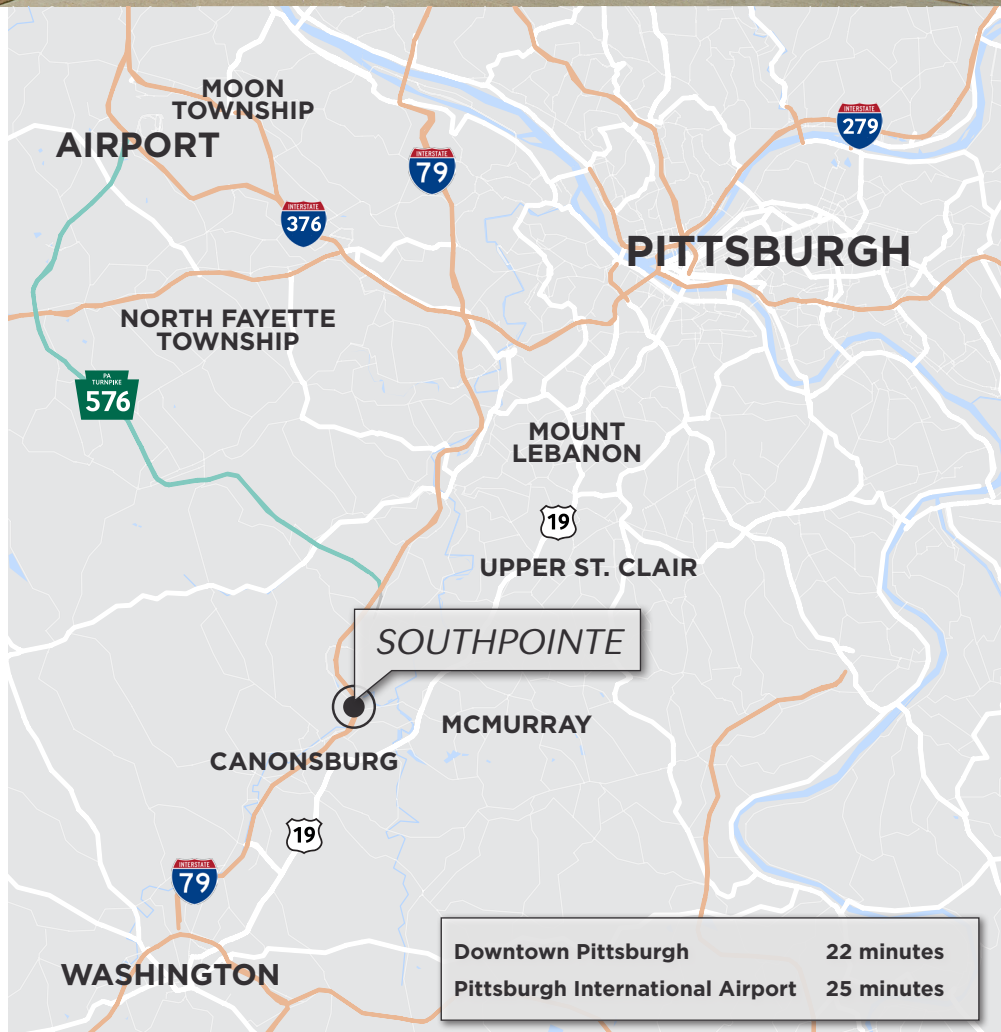 MOON
TOWNSHIP
AIRPORT
INTERSTATE
279
INTERSTATE
79
INTERSTATE
376
PITTSBURGH
NORTH FAYETTE
TOWNSHIP
PA
TURNPIKE
576
MOUNT
LEBANON
19
UPPER ST. CLAIR
SOUTHPOINTE
MCMURRAY
CANONSBURG
19
INTERSTATE
79
WASHINGTON
Downtown Pittsburgh 22 minutes
Pittsburgh International Airport 25 minutes